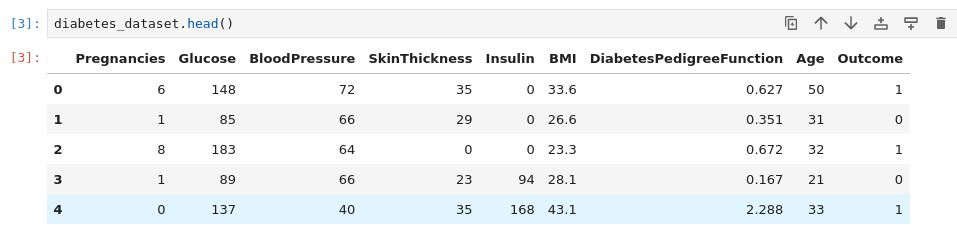 [3]: diabetes_dataset.head()
[3]: Pregnancies Glucose BloodPressure SkinThickness Insulin BMI DiabetesPedigreeFunction Age Outcome
0 6 148 72 35 0 33.6 0.627 50 1
1 1 85 66 29 0 26.6 0.351 31 0
2 8 183 64 0 0 23.3 0.672 32 1
3 1 89 66 23 94 28.1 0.167 21 0
4 0 137 40 35 168 43.1 2.288 33 1